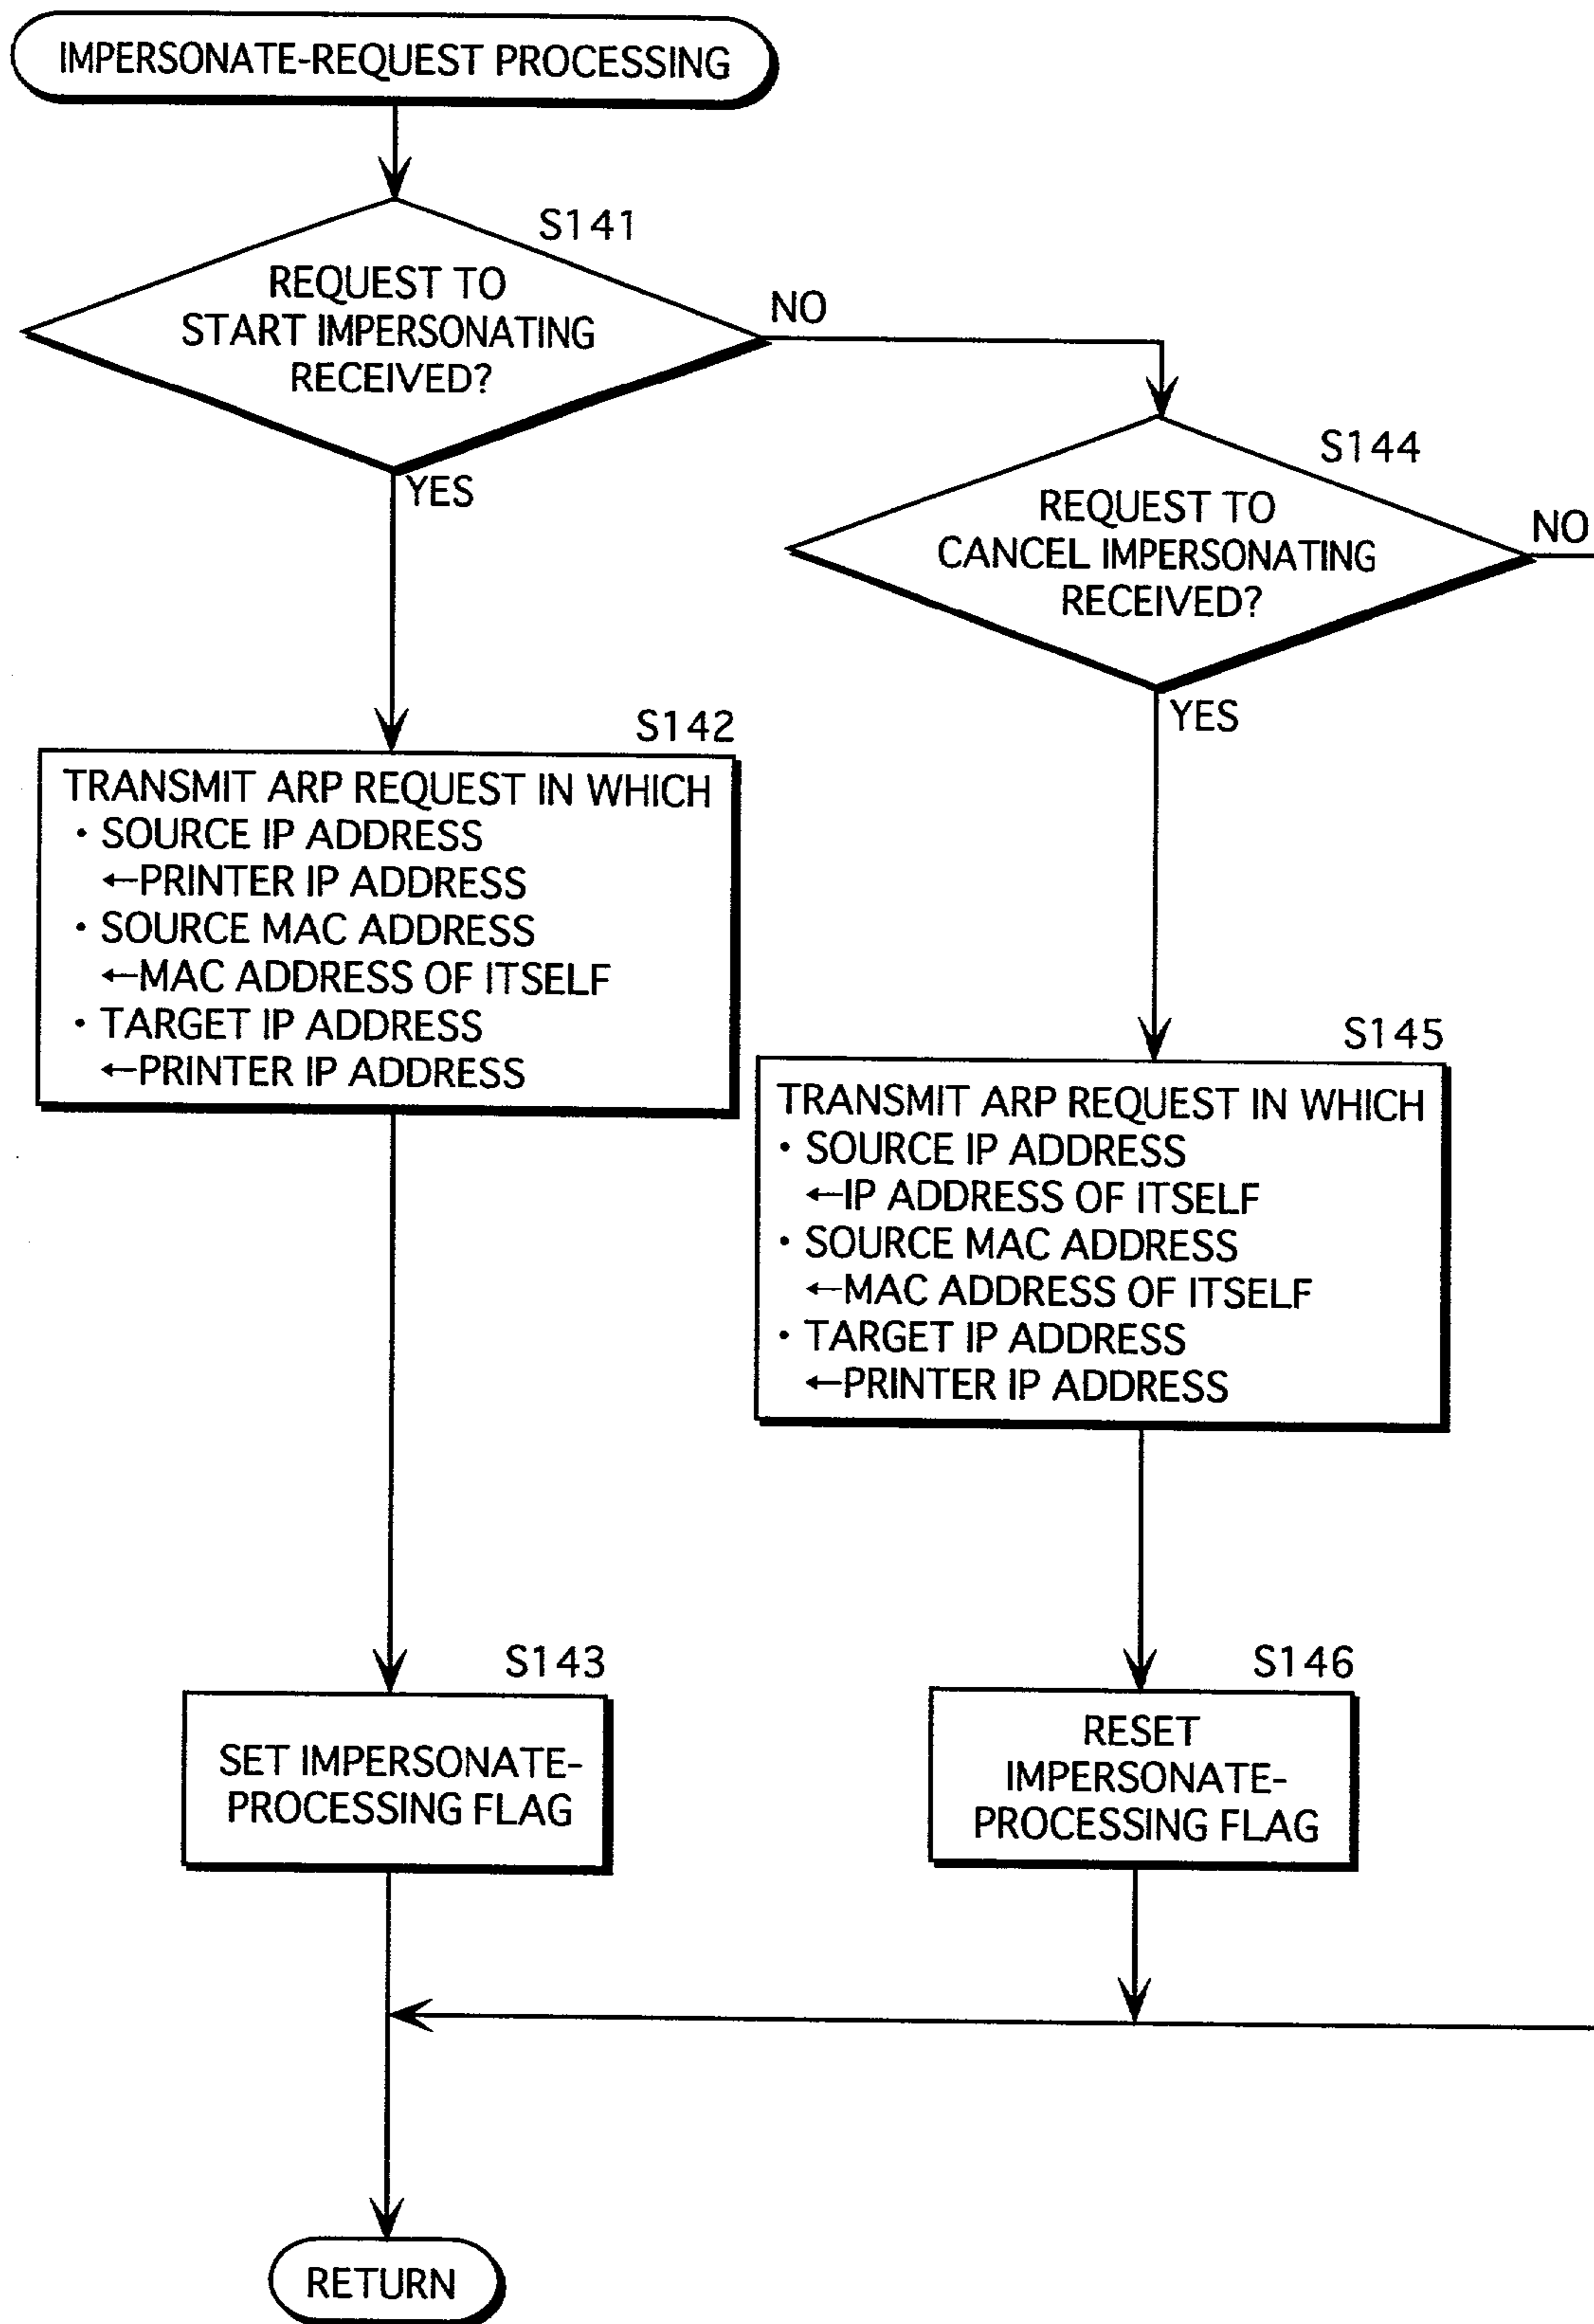 IMPERSONATE-REQUEST PROCESSING
S141
REQUEST TO
START IMPERSONATING
RECEIVED?
NO
YES
S144
REQUEST TO
CANCEL IMPERSONATING
RECEIVED?
NO
YES
S142
TRANSMIT ARP REQUEST IN WHICH
・SOURCE IP ADDRESS
←PRINTER IP ADDRESS
・SOURCE MAC ADDRESS
←MAC ADDRESS OF ITSELF
・TARGET IP ADDRESS
←PRINTER IP ADDRESS
S145
TRANSMIT ARP REQUEST IN WHICH
・SOURCE IP ADDRESS
←IP ADDRESS OF ITSELF
・SOURCE MAC ADDRESS
←MAC ADDRESS OF ITSELF
・TARGET IP ADDRESS
←PRINTER IP ADDRESS
S143
SET IMPERSONATE-
PROCESSING FLAG
S146
RESET
IMPERSONATE-
PROCESSING FLAG
RETURN